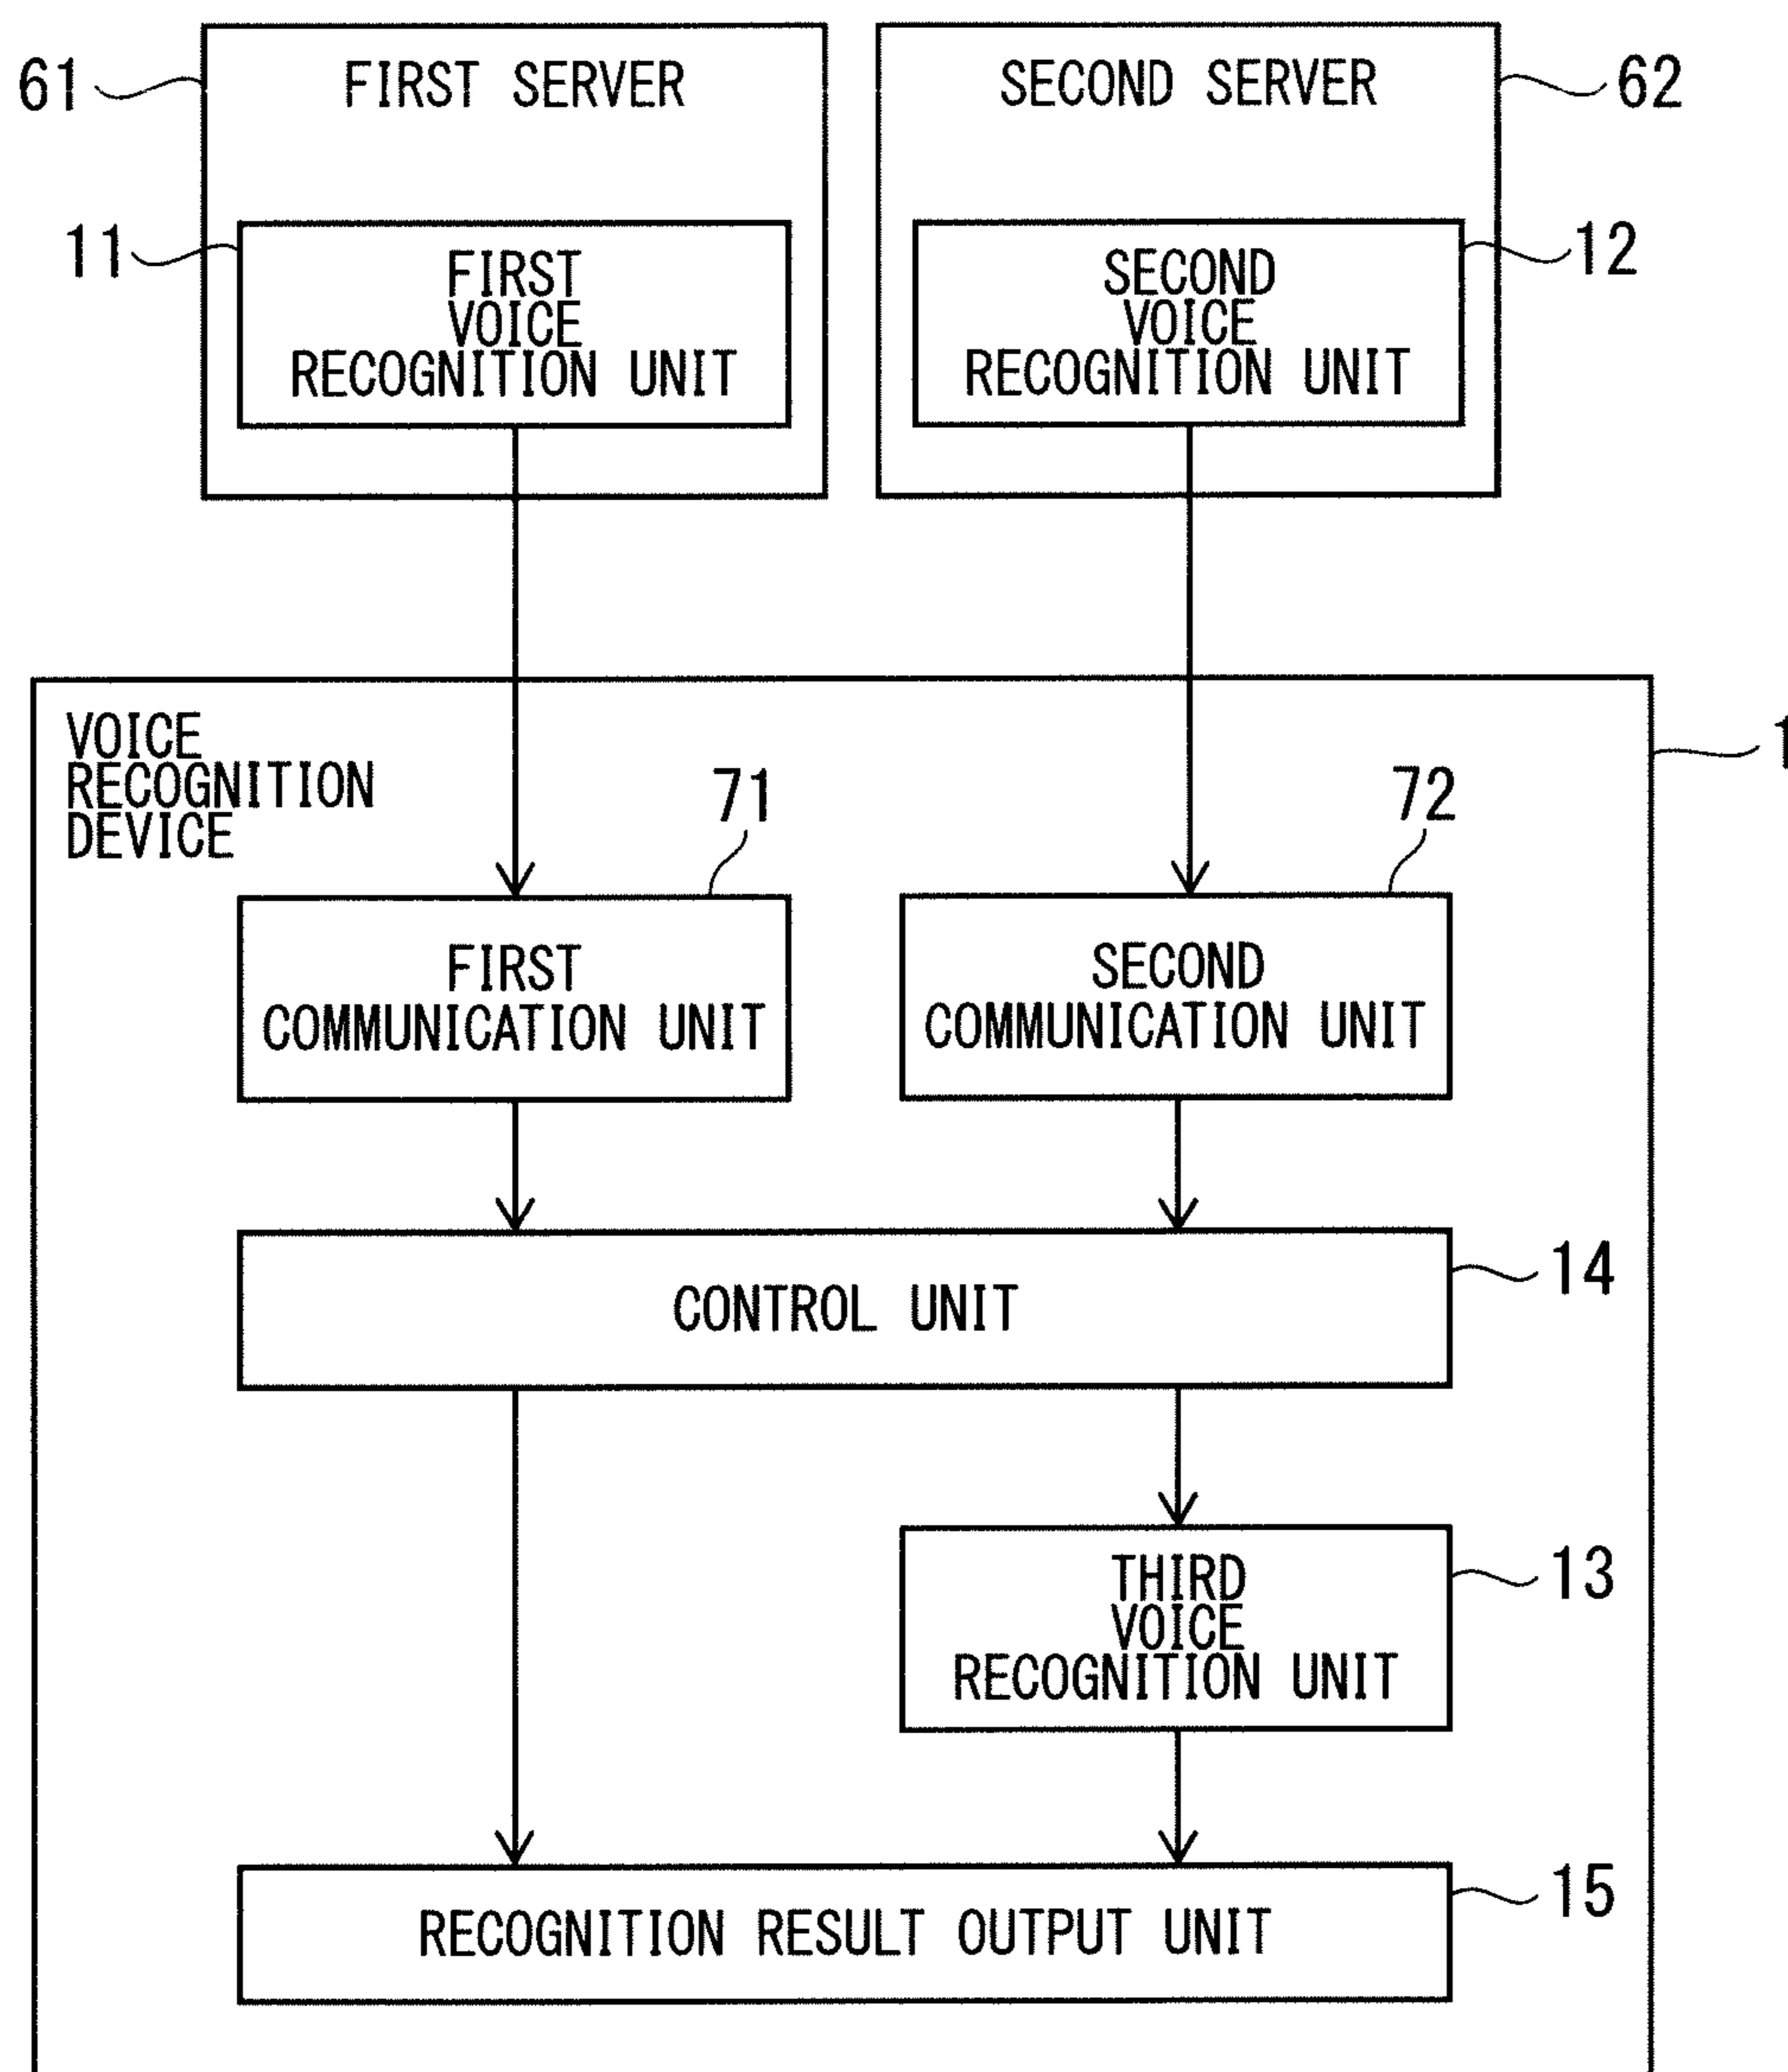 61
FIRST SERVER
SECOND SERVER
62
11
FIRST
VOICE
RECOGNITION UNIT
SECOND
VOICE
RECOGNITION UNIT
12
VOICE
RECOGNITION
DEVICE
1
71
72
FIRST
COMMUNICATION UNIT
SECOND
COMMUNICATION UNIT
CONTROL UNIT
14
THIRD
VOICE
RECOGNITION UNIT
13
RECOGNITION RESULT OUTPUT UNIT
15